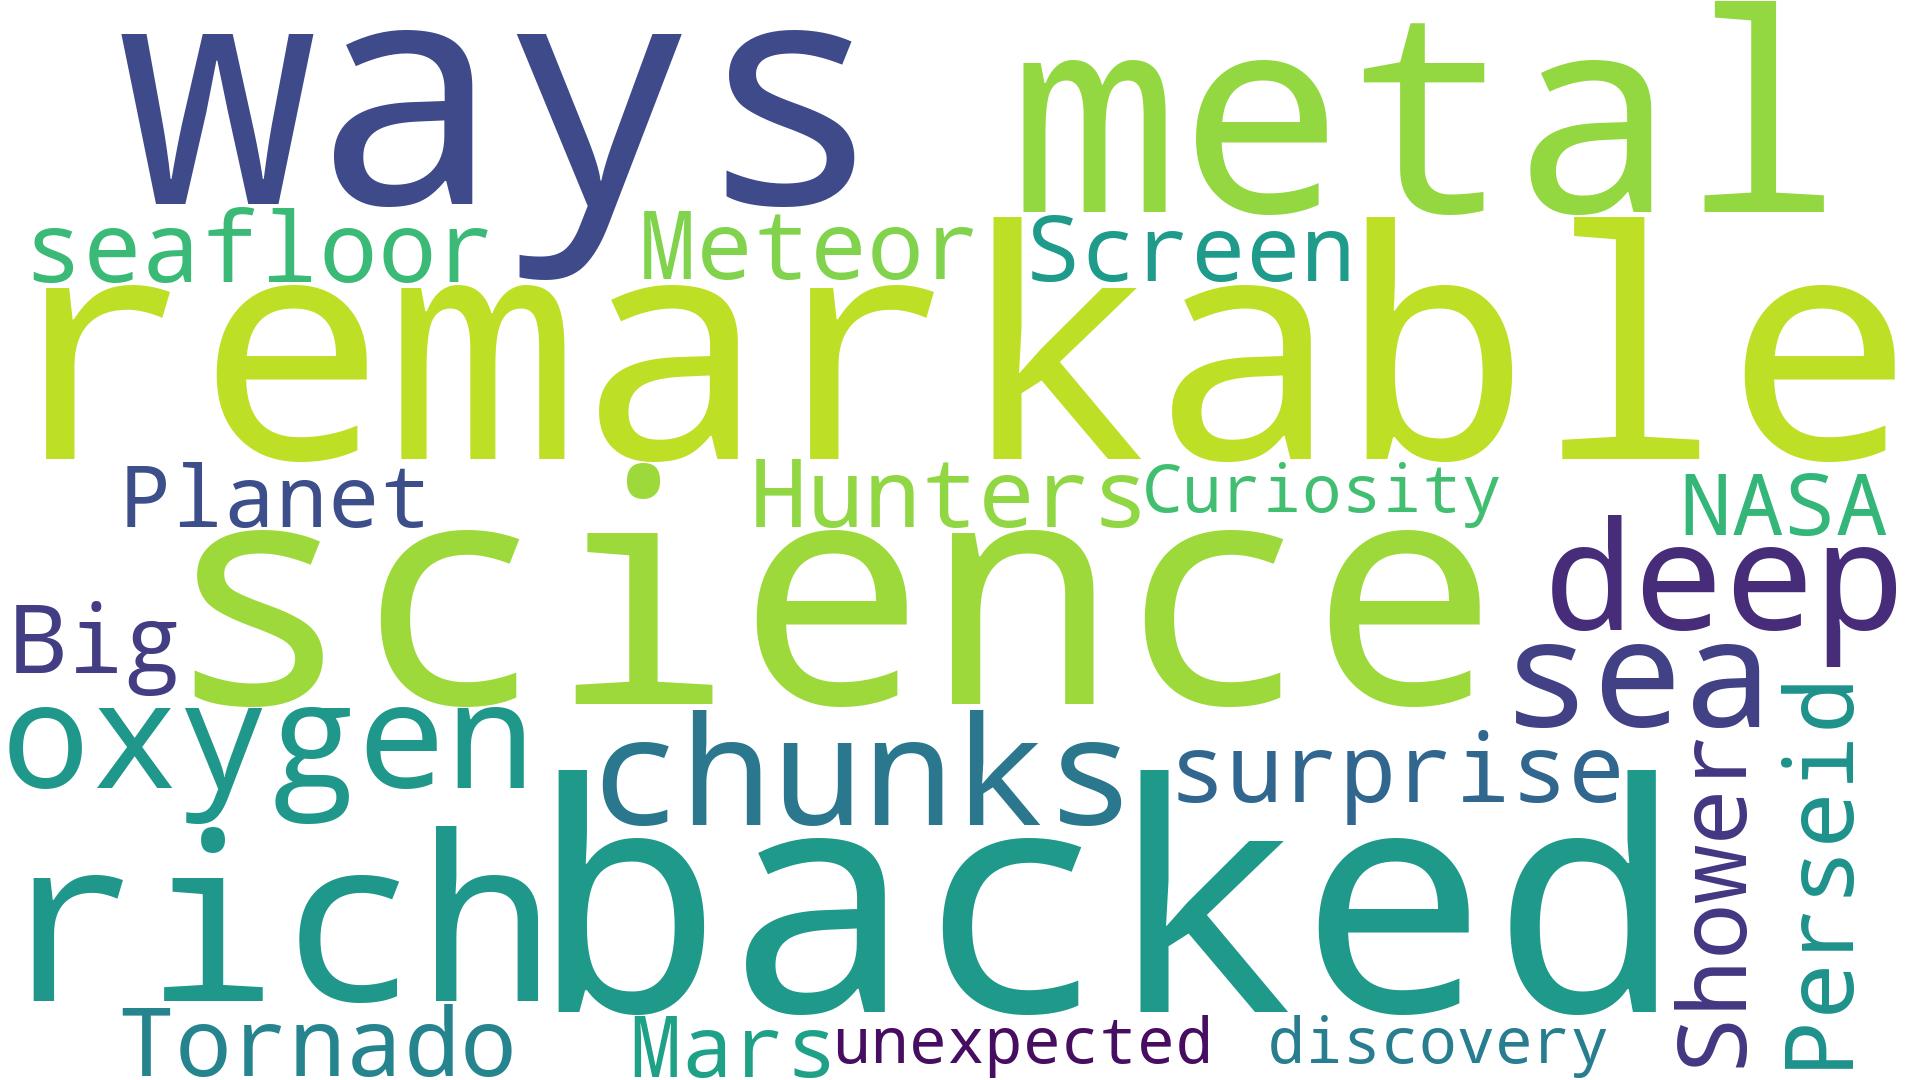 ways metal
seafloor Meteor Screen
remarkable
Planet Hunters Curiosity NASA
science deep
Big sea
oxygen chunks surprise
rich backed
Shower Perseid
Tornado Mars unexpected discovery